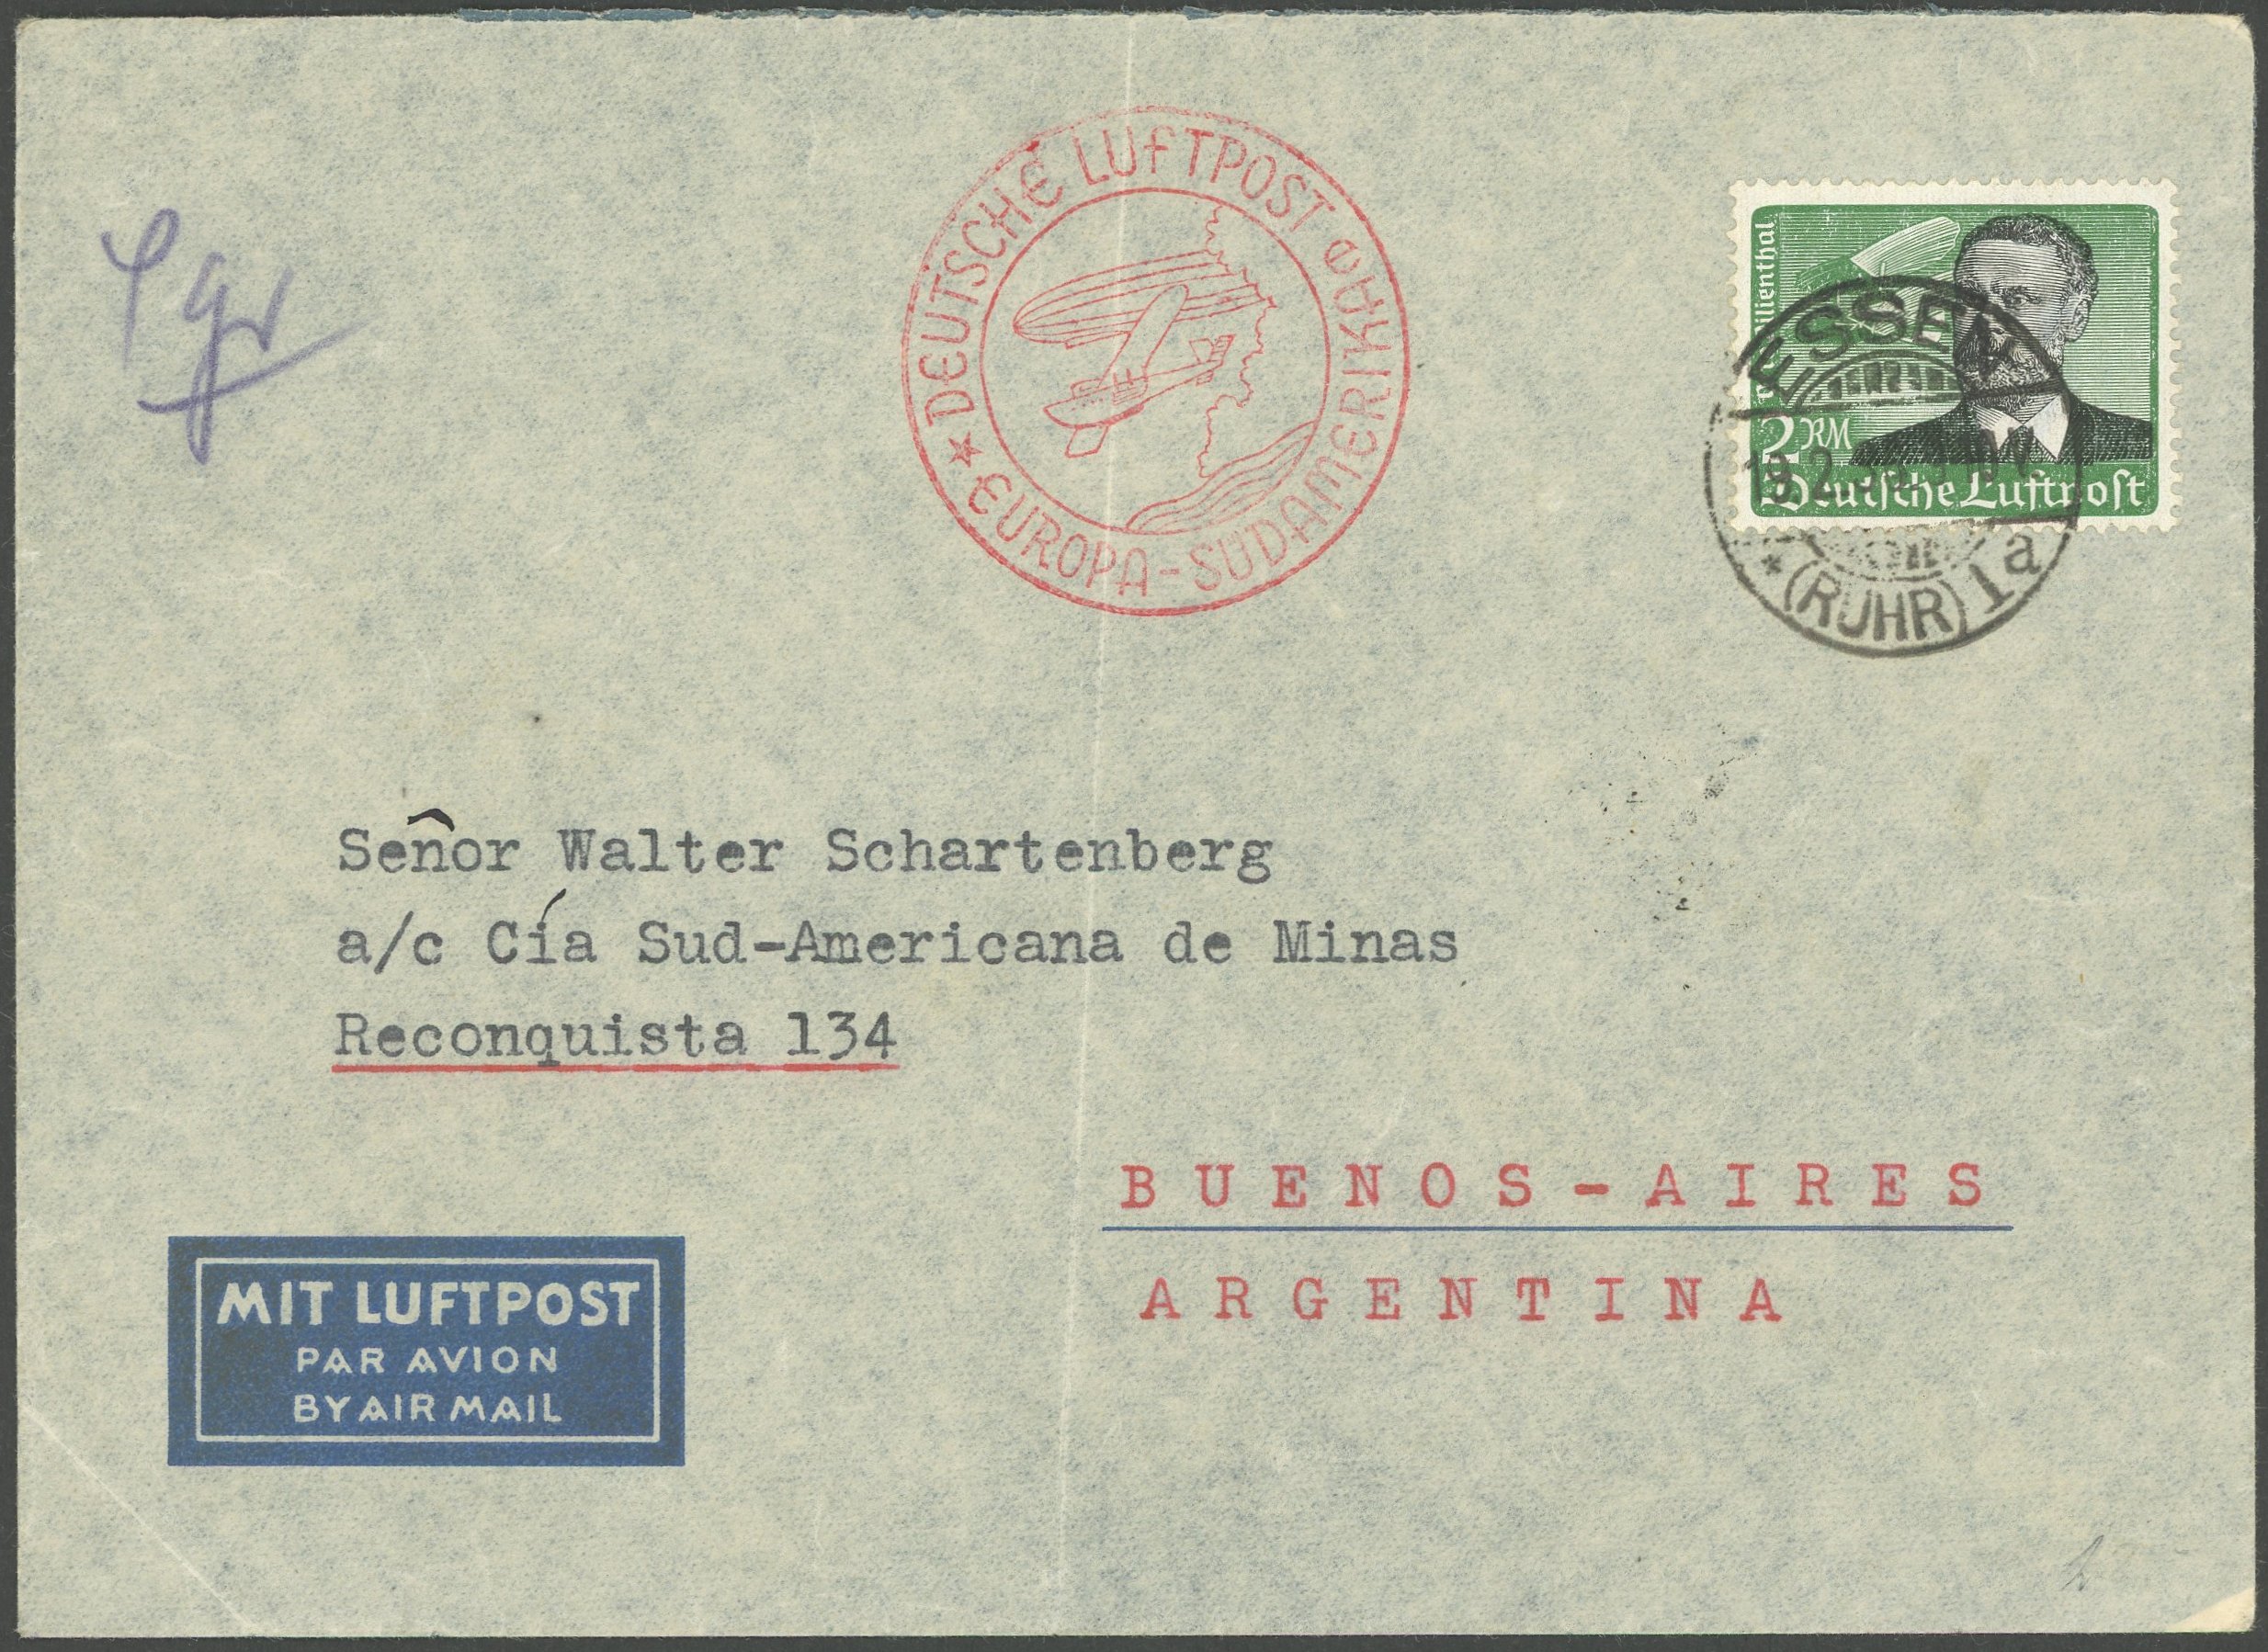 DEUTSCHE LUFTPOST
EUROPA-SÜDAMERIKA
Lilienthal
2 RM
Deutsche Luftpost
ESSEN
(RUHR) 1a
Señor Walter Schartenberg
a/c Cía Sud-Americana de Minas
Reconquista 134
BUENOS-AIRES
ARGENTINA
MIT LUFTPOST
PAR AVION
BY AIR MAIL